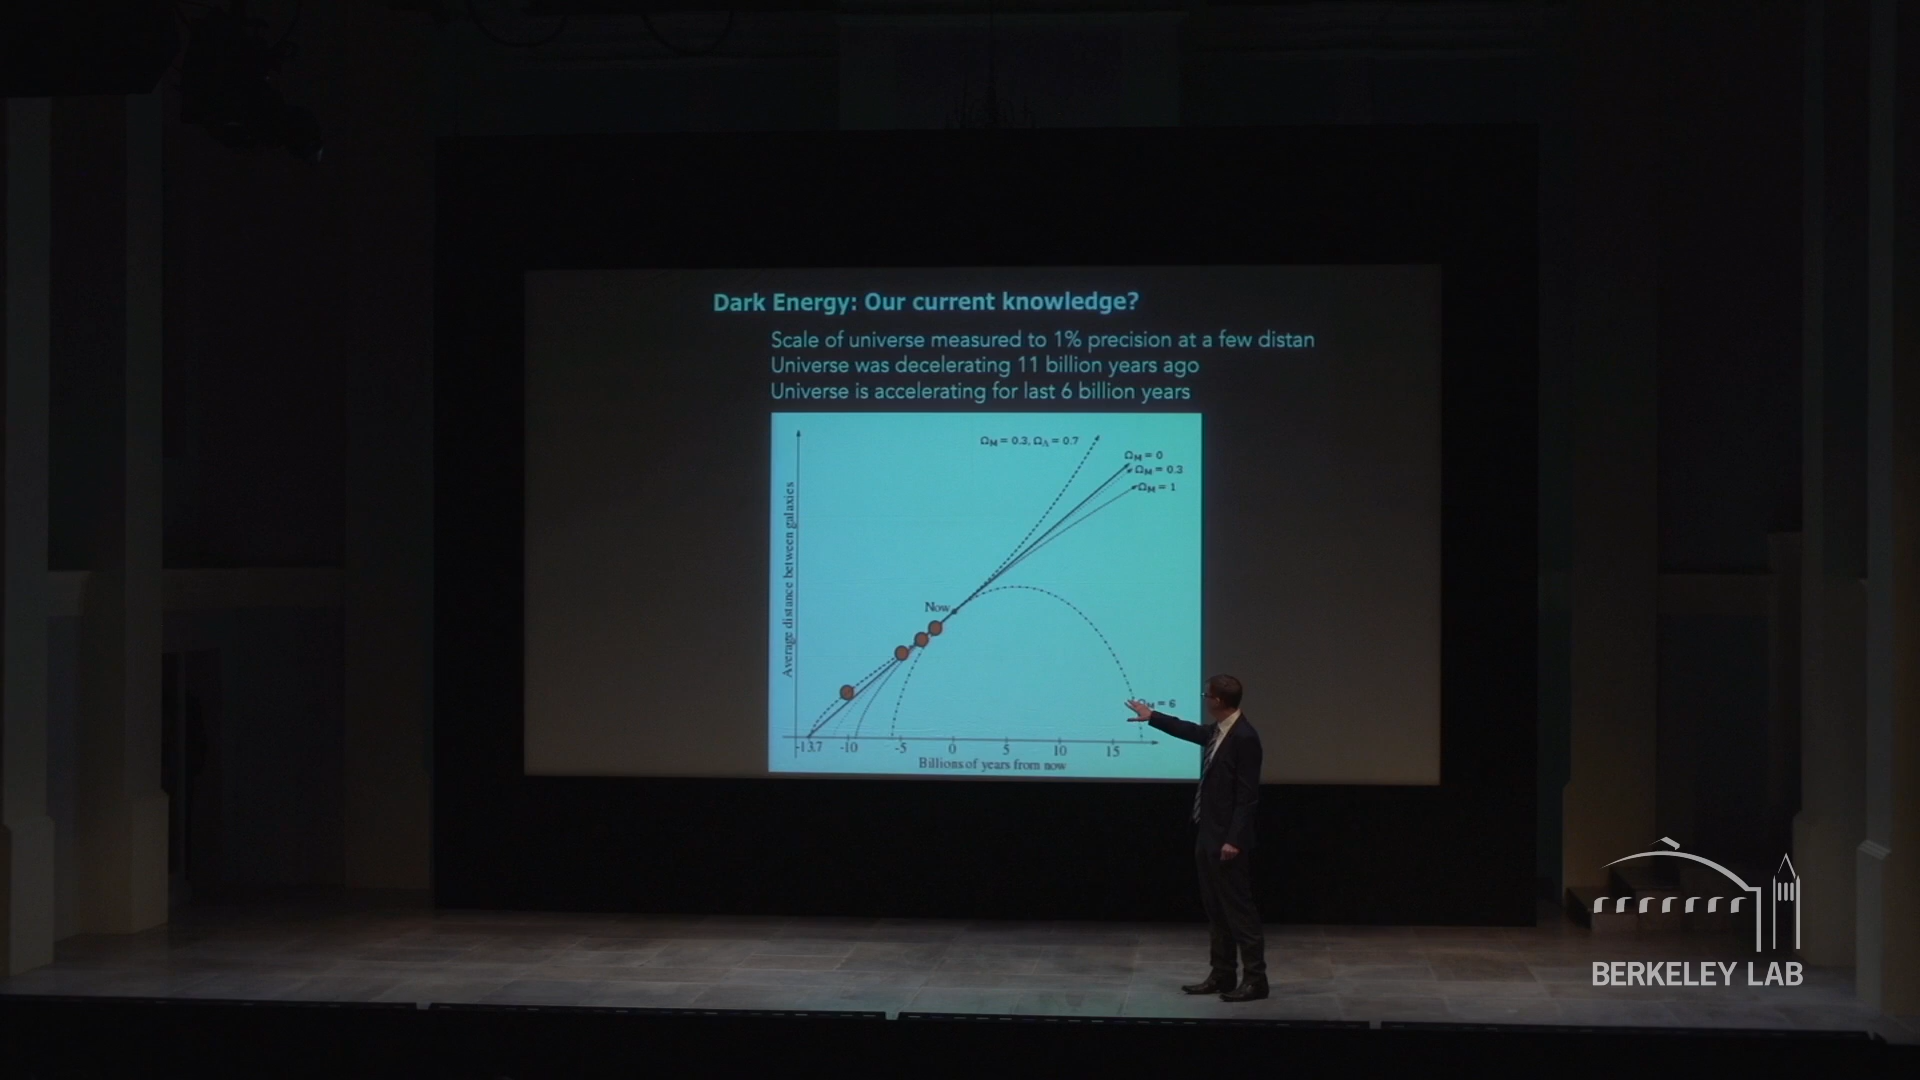 Dark Energy: Our current knowledge?
Scale of universe measured to 1% precision at a few distan
Universe was decelerating 11 billion years ago
Universe is accelerating for last 6 billion years
ΩM = 0.3, ΩΛ = 0.7
ΩM = 0
ΩM = 0.3
ΩM = 1
Average distance between galaxies
Now
ΩM = 6
-13.7 -10 -5 0 5 10 15
Billions of years from now
BERKELEY LAB